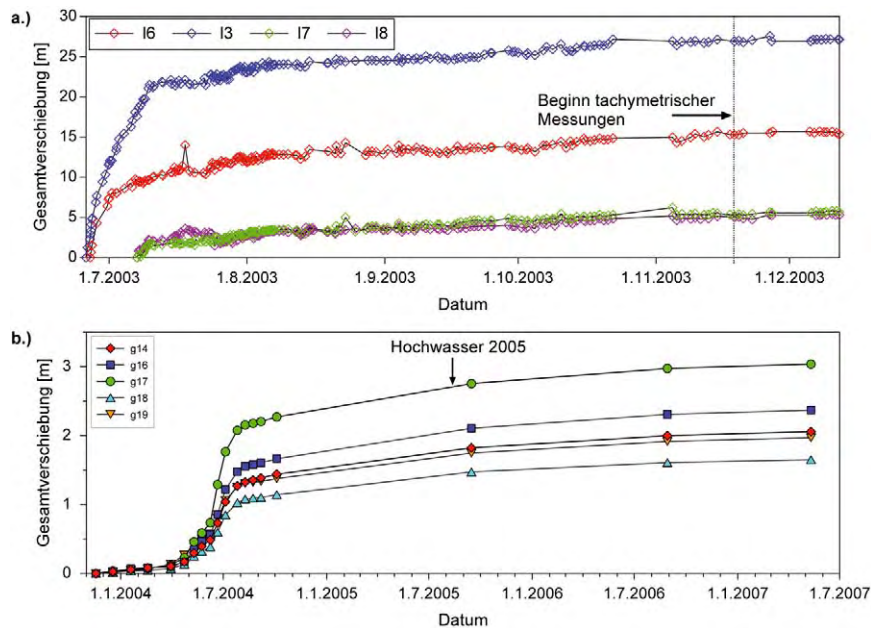 a.)
30
25
20
15
10
5
0
Gesamtverschiebung [m]
I6 I3 I7 I8
Beginn tachymetrischer
Messungen
1.7.2003 1.8.2003 1.9.2003 1.10.2003 1.11.2003 1.12.2003
Datum
b.)
3
2
1
0
Gesamtverschiebung [m]
g14
g16
g17
g18
g19
Hochwasser 2005
1.1.2004 1.7.2004 1.1.2005 1.7.2005 1.1.2006 1.7.2006 1.1.2007 1.7.2007
Datum